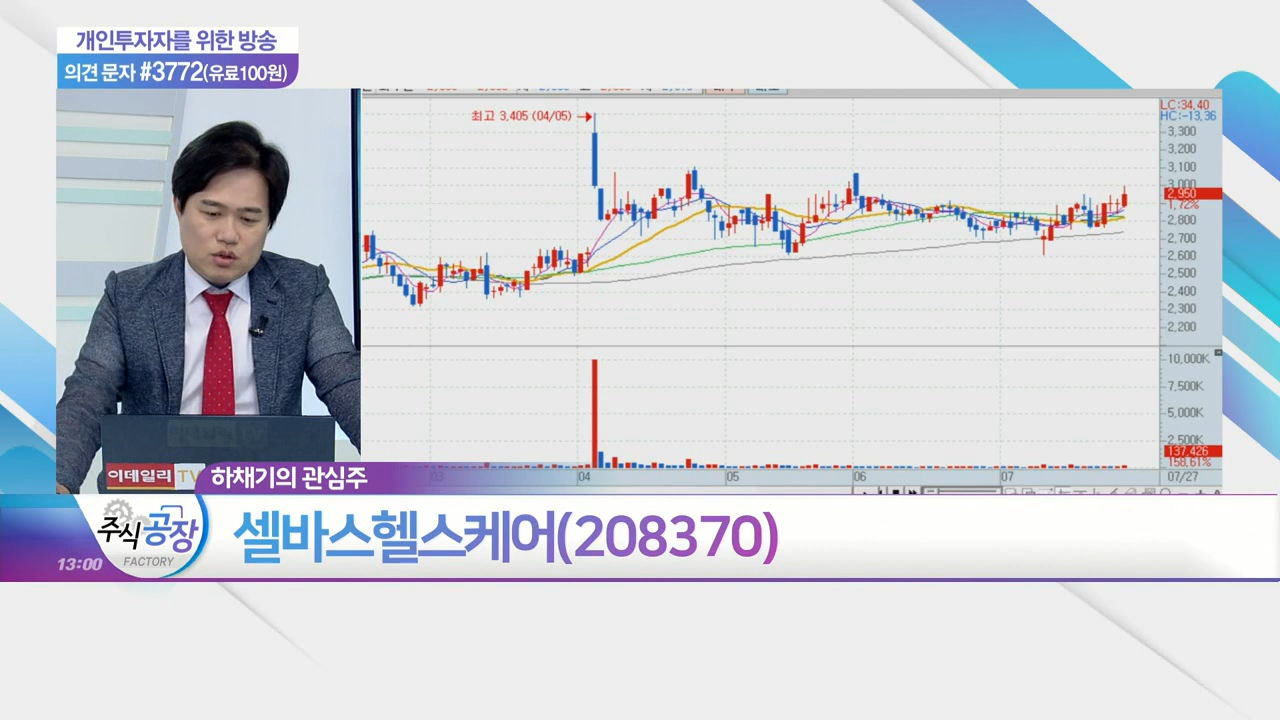 개인투자자를 위한 방송
의견 문자 #3772(유료100원)
최고 3,405 (04/05)
LC:34,40
HC:-13,36
3,300
3,200
3,100
3,000
2,950
1,72%
2,800
2,700
2,600
2,500
2,400
2,300
2,200
10,000K
7,500K
5,000K
2,500K
137,426
158,61%
03
04
05
06
07
07/27
이데일리 TV
하채기의 관심주
주식공장
FACTORY
13:00
셀바스헬스케어(208370)